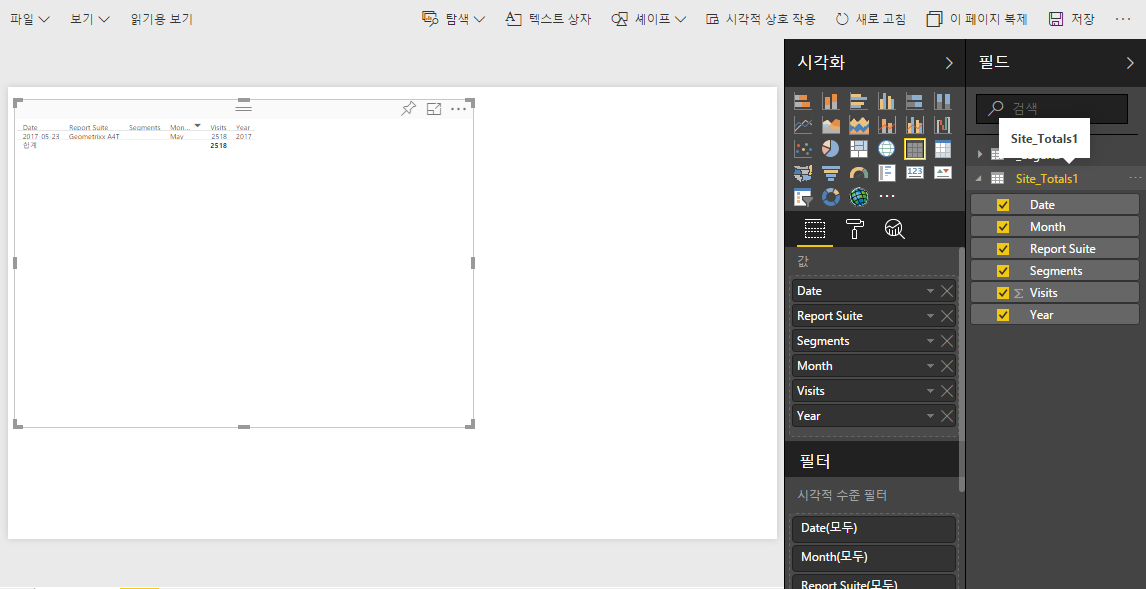 파일 보기 읽기용 보기 탐색 텍스트 상자 셰이프 시각적 상호 작용 새로 고침 이 페이지 복제 저장 ...
Date Report Suite Segments Mon... Visits Year
2017-05-23 Geometrixx A4T May 2518 2017
합계 2518
시각화
123
...
값
Date
Report Suite
Segments
Month
Visits
Year
필터
시각적 수준 필터
Date(모두)
Month(모두)
Report Suite(모두)
필드
검색
Site_Totals1
Site_Totals1 ...
Date
Month
Report Suite
Segments
Σ Visits
Year